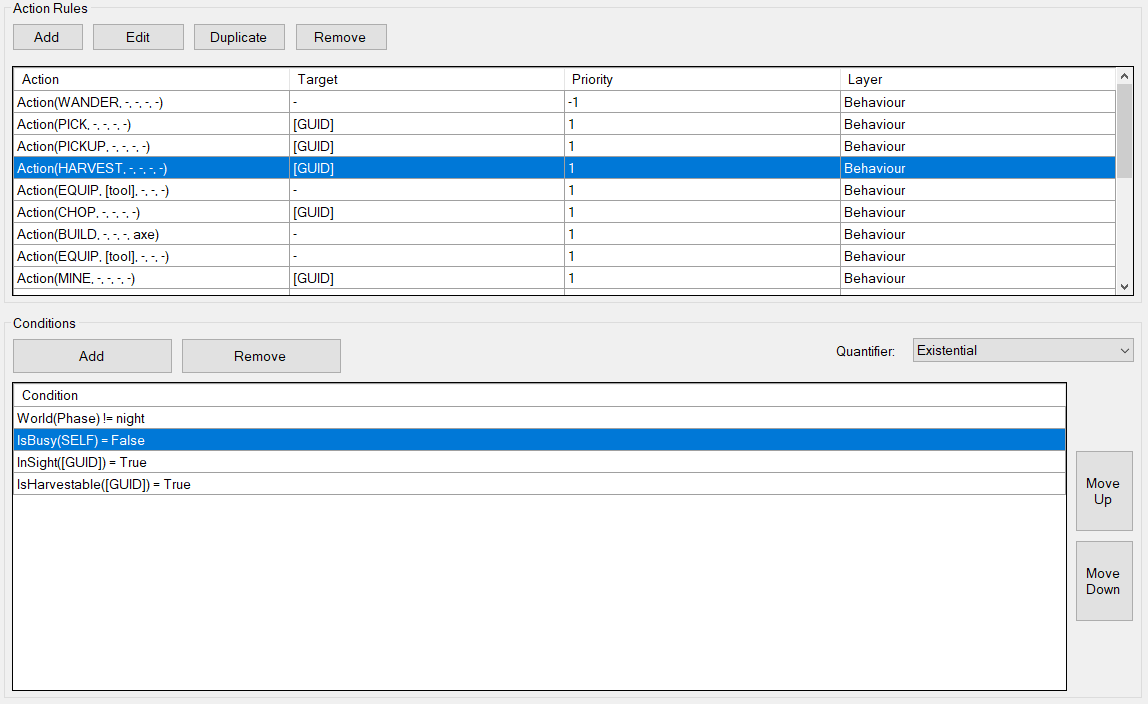 Action Rules
Add Edit Duplicate Remove
Action Target Priority Layer
Action(WANDER, -, -, -, -) - -1 Behaviour
Action(PICK, -, -, -, -) [GUID] 1 Behaviour
Action(PICKUP, -, -, -, -) [GUID] 1 Behaviour
Action(HARVEST, -, -, -, -) [GUID] 1 Behaviour
Action(EQUIP, [tool], -, -, -) - 1 Behaviour
Action(CHOP, -, -, -, -) [GUID] 1 Behaviour
Action(BUILD, -, -, -, axe) - 1 Behaviour
Action(EQUIP, [tool], -, -, -) - 1 Behaviour
Action(MINE, -, -, -, -) [GUID] 1 Behaviour
Conditions
Add Remove Quantifier: Existential
Condition
World(Phase) != night
IsBusy(SELF) = False
InSight([GUID]) = True
IsHarvestable([GUID]) = True
Move
Up
Move
Down